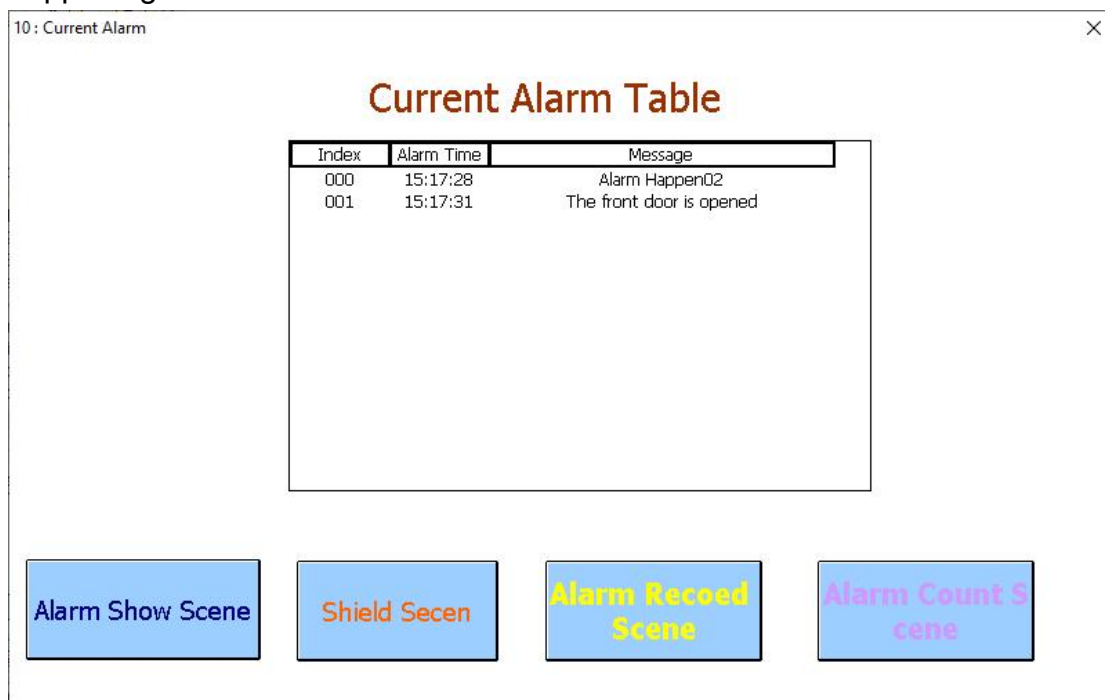 10 : Current Alarm
Current Alarm Table
Index Alarm Time Message
000 15:17:28 Alarm Happen02
001 15:17:31 The front door is opened
Alarm Show Scene
Shield Secen
Alarm Recoed
Scene
Alarm Count S
cene